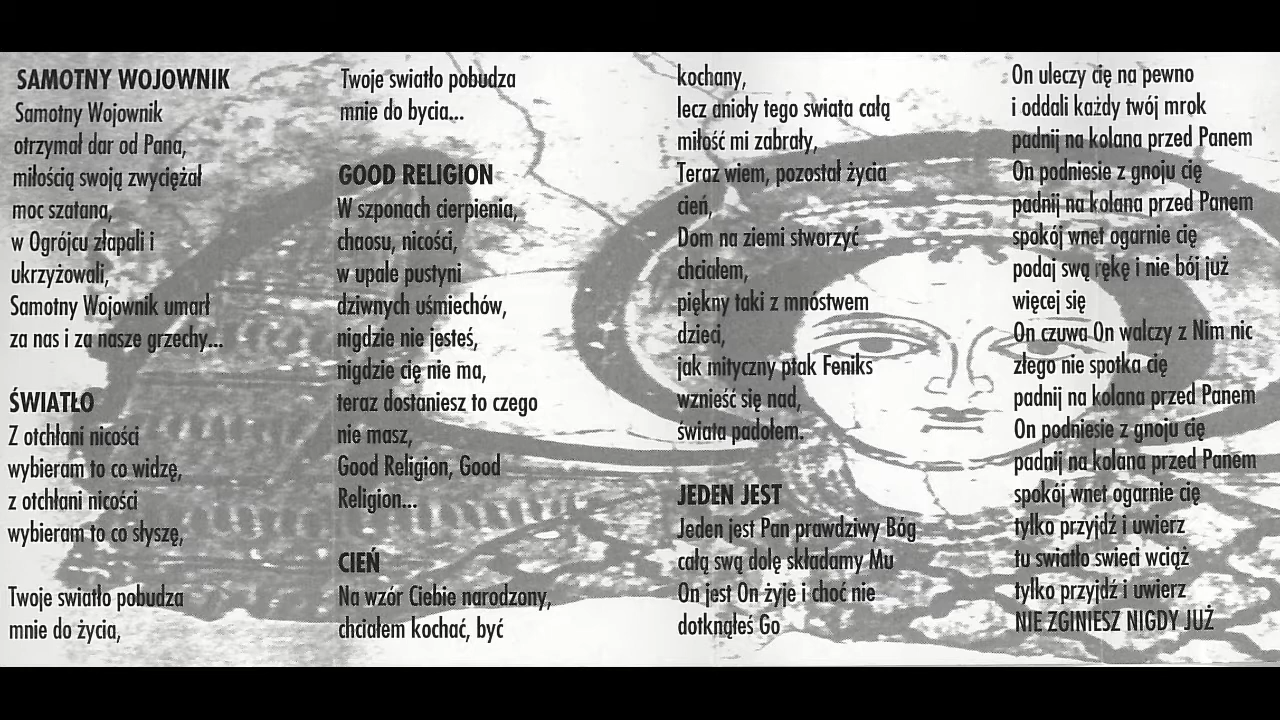 SAMOTNY WOJOWNIK
Samotny Wojownik
otrzymał dar od Pana,
miłością swoją zwyciężał
moc szatana,
w Ogrójcu złapali i
ukrzyżowali,
Samotny Wojownik umarł
za nas i za nasze grzechy...
ŚWIATŁO
Z otchłani nicości
wybieram to co widzę,
z otchłani nicości
wybieram to co słyszę,
Twoje swiatło pobudza
mnie do życia,
Twoje swiatło pobudza
mnie do bycia...
GOOD RELIGION
W szponach cierpienia,
chaosu, nicości,
w upale pustyni
dziwnych uśmiechów,
nigdzie nie jesteś,
nigdzie cię nie ma,
teraz dostaniesz to czego
nie masz,
Good Religion, Good
Religion...
CIEŃ
Na wzór Ciebie narodzony,
chciałem kochać, być
kochany,
lecz anioły tego swiata całą
miłość mi zabrały,
Teraz wiem, pozostał życia
cień,
Dom na ziemi stworzyć
chciałem,
piękny taki z mnóstwem
dzieci,
jak mityczny ptak Feniks
wznieść się nad,
świata padołem.
JEDEN JEST
Jeden jest Pan prawdziwy Bóg
całą swą dolę składamy Mu
On jest On żyje i choć nie
dotknąłeś Go
On uleczy cię na pewno
i oddali każdy twój mrok
padnij na kolana przed Panem
On podniesie z gnoju cię
padnij na kolana przed Panem
spokój wnet ogarnie cię
podaj swą rękę i nie bój już
więcej się
On czuwa On walczy z Nim nic
złego nie spotka cię
padnij na kolana przed Panem
On podniesie z gnoju cię
padnij na kolana przed Panem
spokój wnet ogarnie cię
tylko przyjdź i uwierz
tu swiatło swieci wciąż
tylko przyjdź i uwierz
NIE ZGINIESZ NIGDY JUŻ